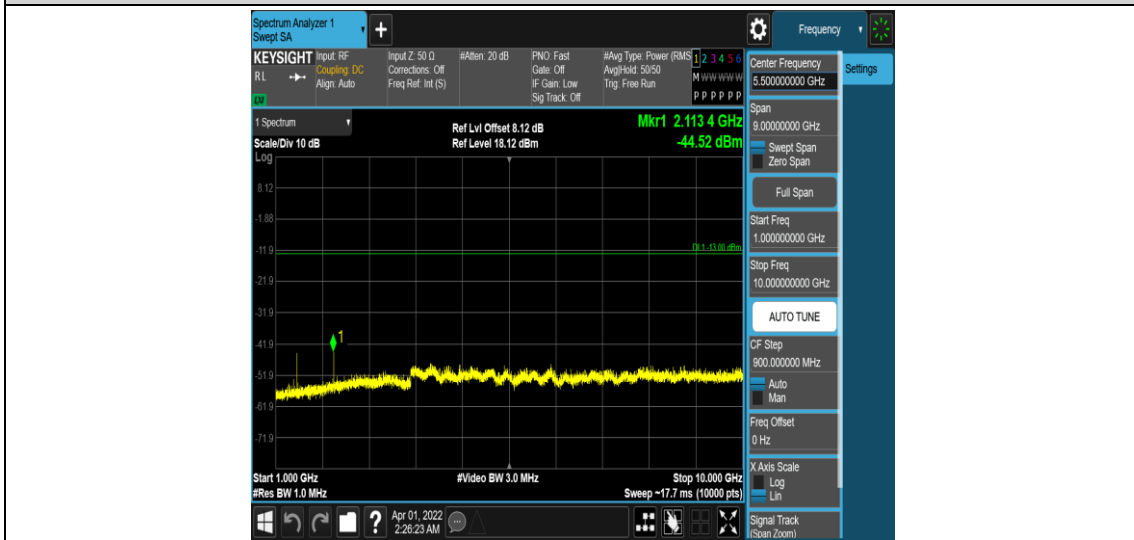 Spectrum Analyzer 1
Swept SA
+
Frequency
KEYSIGHT
RL
Input: RF
Coupling: DC
Align: Auto
Input Z: 50 Ω
Corrections: Off
Freq Ref: Int (S)
#Atten: 20 dB
PNO: Fast
Gate: Off
IF Gain: Low
Sig Track: Off
#Avg Type: Power (RMS
Avg|Hold: 50/50
Trig: Free Run
1 2 3 4 5 6
M W W W W W
P P P P P P
Center Frequency
5.500000000 GHz
Settings
1 Spectrum
Scale/Div 10 dB
Log
Ref Lvl Offset 8.12 dB
Ref Level 18.12 dBm
Mkr1 2.113 4 GHz
-44.52 dBm
8.12
-1.88
-11.9
-21.9
-31.9
-41.9
-51.9
-61.9
-71.9
DL1 -13.00 dBm
1
Start 1.000 GHz
#Res BW 1.0 MHz
#Video BW 3.0 MHz
Stop 10.000 GHz
Sweep ~17.7 ms (10000 pts)
Span
9.00000000 GHz
Swept Span
Zero Span
Full Span
Start Freq
1.000000000 GHz
Stop Freq
10.000000000 GHz
AUTO TUNE
CF Step
900.000000 MHz
Auto
Man
Freq Offset
0 Hz
X Axis Scale
Log
Lin
Signal Track
(Span Zoom)
?
Apr 01, 2022
2:26:23 AM